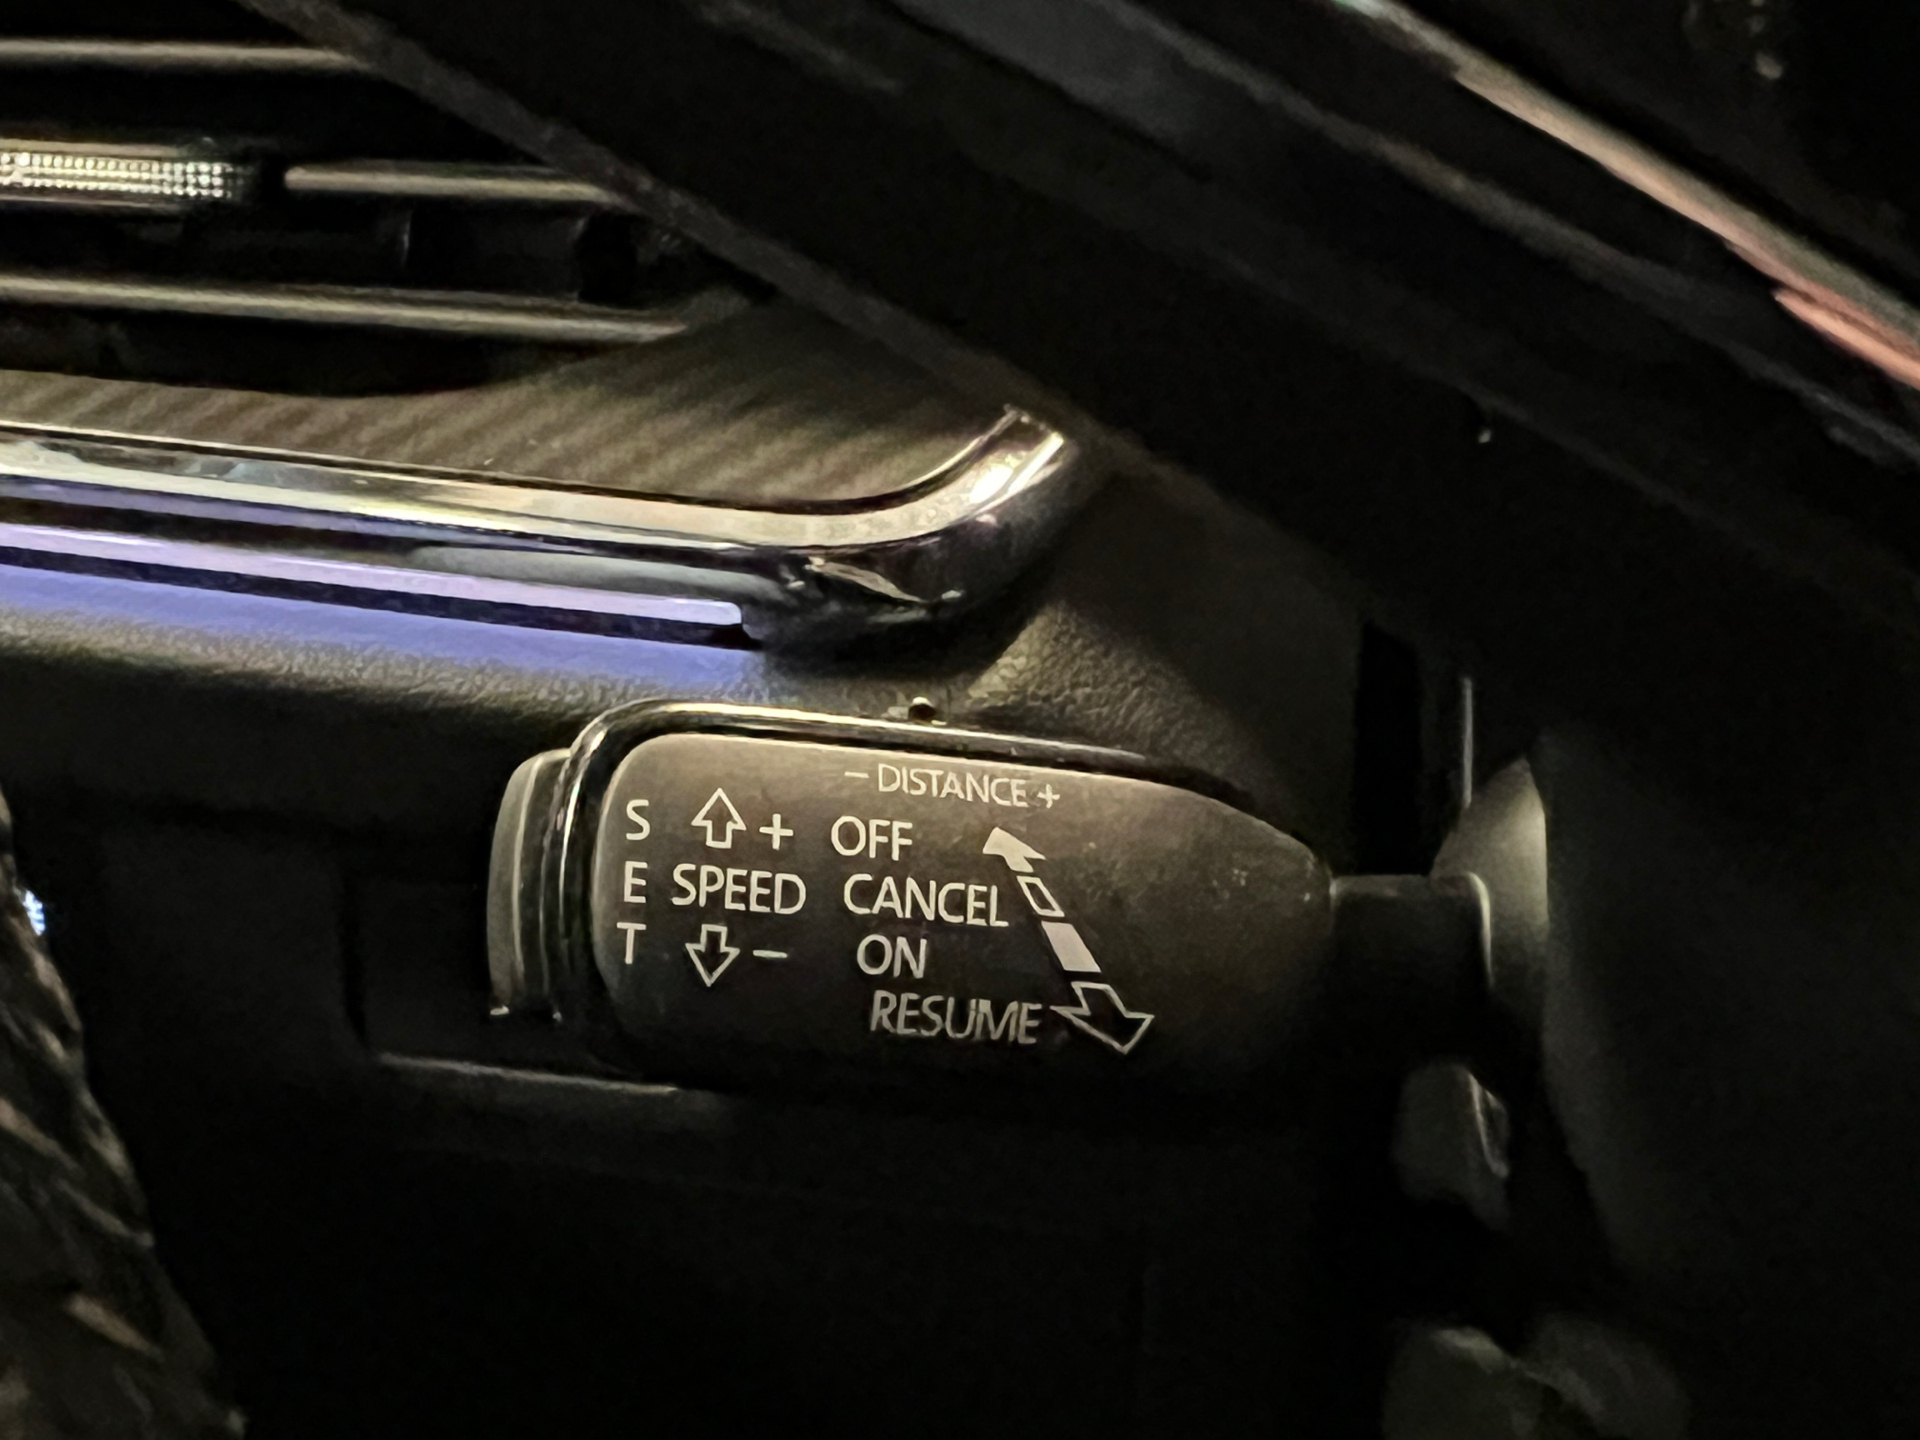 - DISTANCE +
S + OFF
E SPEED CANCEL
T - ON
RESUME